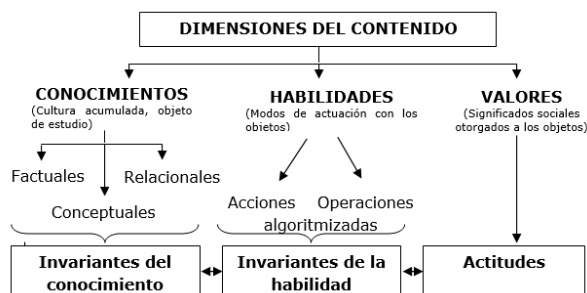 DIMENSIONES DEL CONTENIDO
CONOCIMIENTOS
(Cultura acumulada, objeto
de estudio)
HABILIDADES
(Modos de actuación con los
objetos)
VALORES
(Significados sociales
otorgados a los objetos)
Factuales
Relacionales
Conceptuales
Acciones
Operaciones
algoritmizadas
Invariantes del
conocimiento
Invariantes de la
habilidad
Actitudes